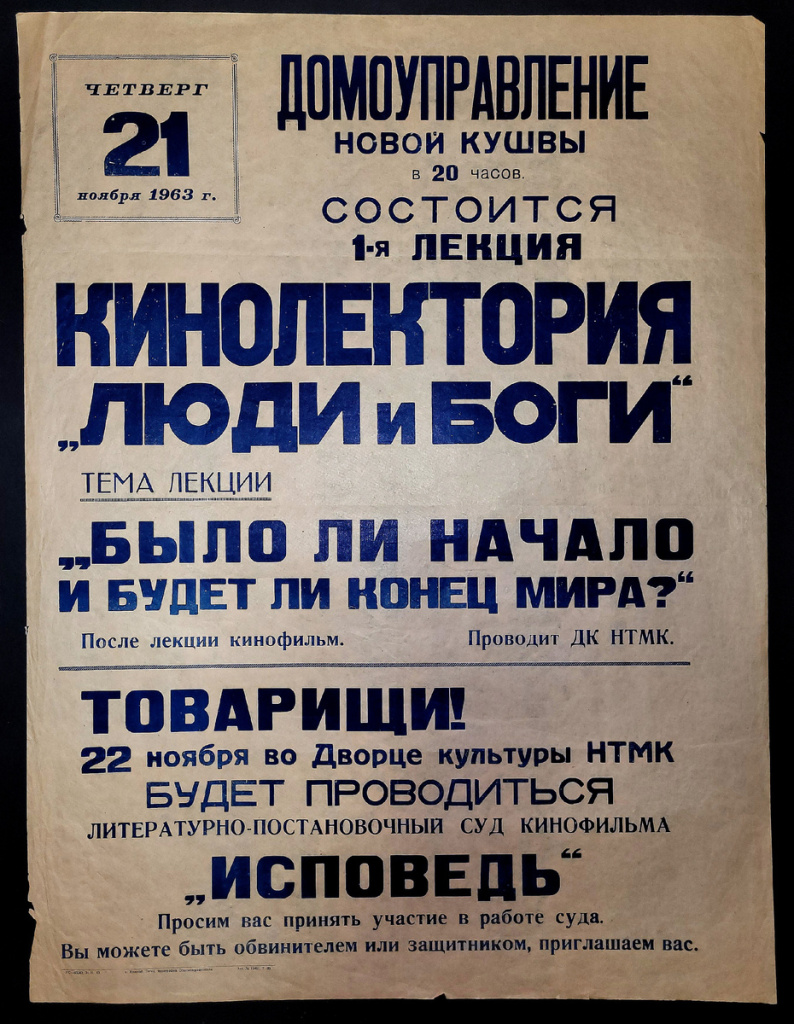 ЧЕТВЕРГ
21
ноября 1963 г.
ДОМОУПРАВЛЕНИЕ
НОВОЙ КУШВЫ
в 20 часов.
СОСТОИТСЯ
1-я ЛЕКЦИЯ
КИНОЛЕКТОРИЯ
„ЛЮДИ и БОГИ“
ТЕМА ЛЕКЦИИ
„БЫЛО ЛИ НАЧАЛО
И БУДЕТ ЛИ КОНЕЦ МИРА?“
После лекции кинофильм. Проводит ДК НТМК.
ТОВАРИЩИ!
22 ноября во Дворце культуры НТМК
БУДЕТ ПРОВОДИТЬСЯ
ЛИТЕРАТУРНО-ПОСТАНОВОЧНЫЙ СУД КИНОФИЛЬМА
„ИСПОВЕДЬ“
Просим вас принять участие в работе суда.
Вы можете быть обвинителем или защитником, приглашаем вас.